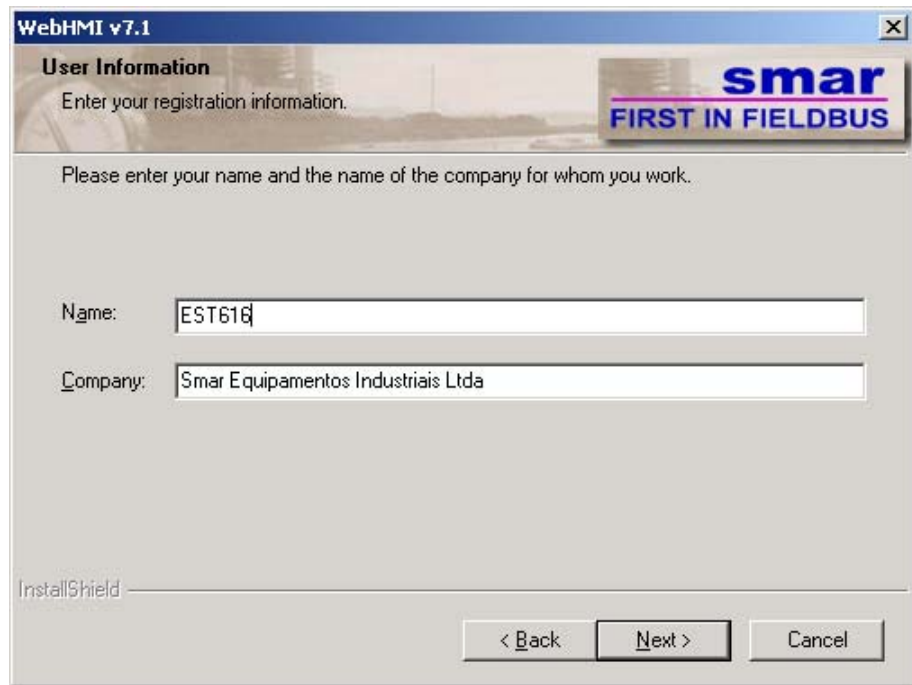 WebHMI v7.1
User Information
Enter your registration information.
smar
FIRST IN FIELDBUS
Please enter your name and the name of the company for whom you work.
Name: EST616
Company: Smar Equipamentos Industriais Ltda
InstallShield
< Back Next > Cancel